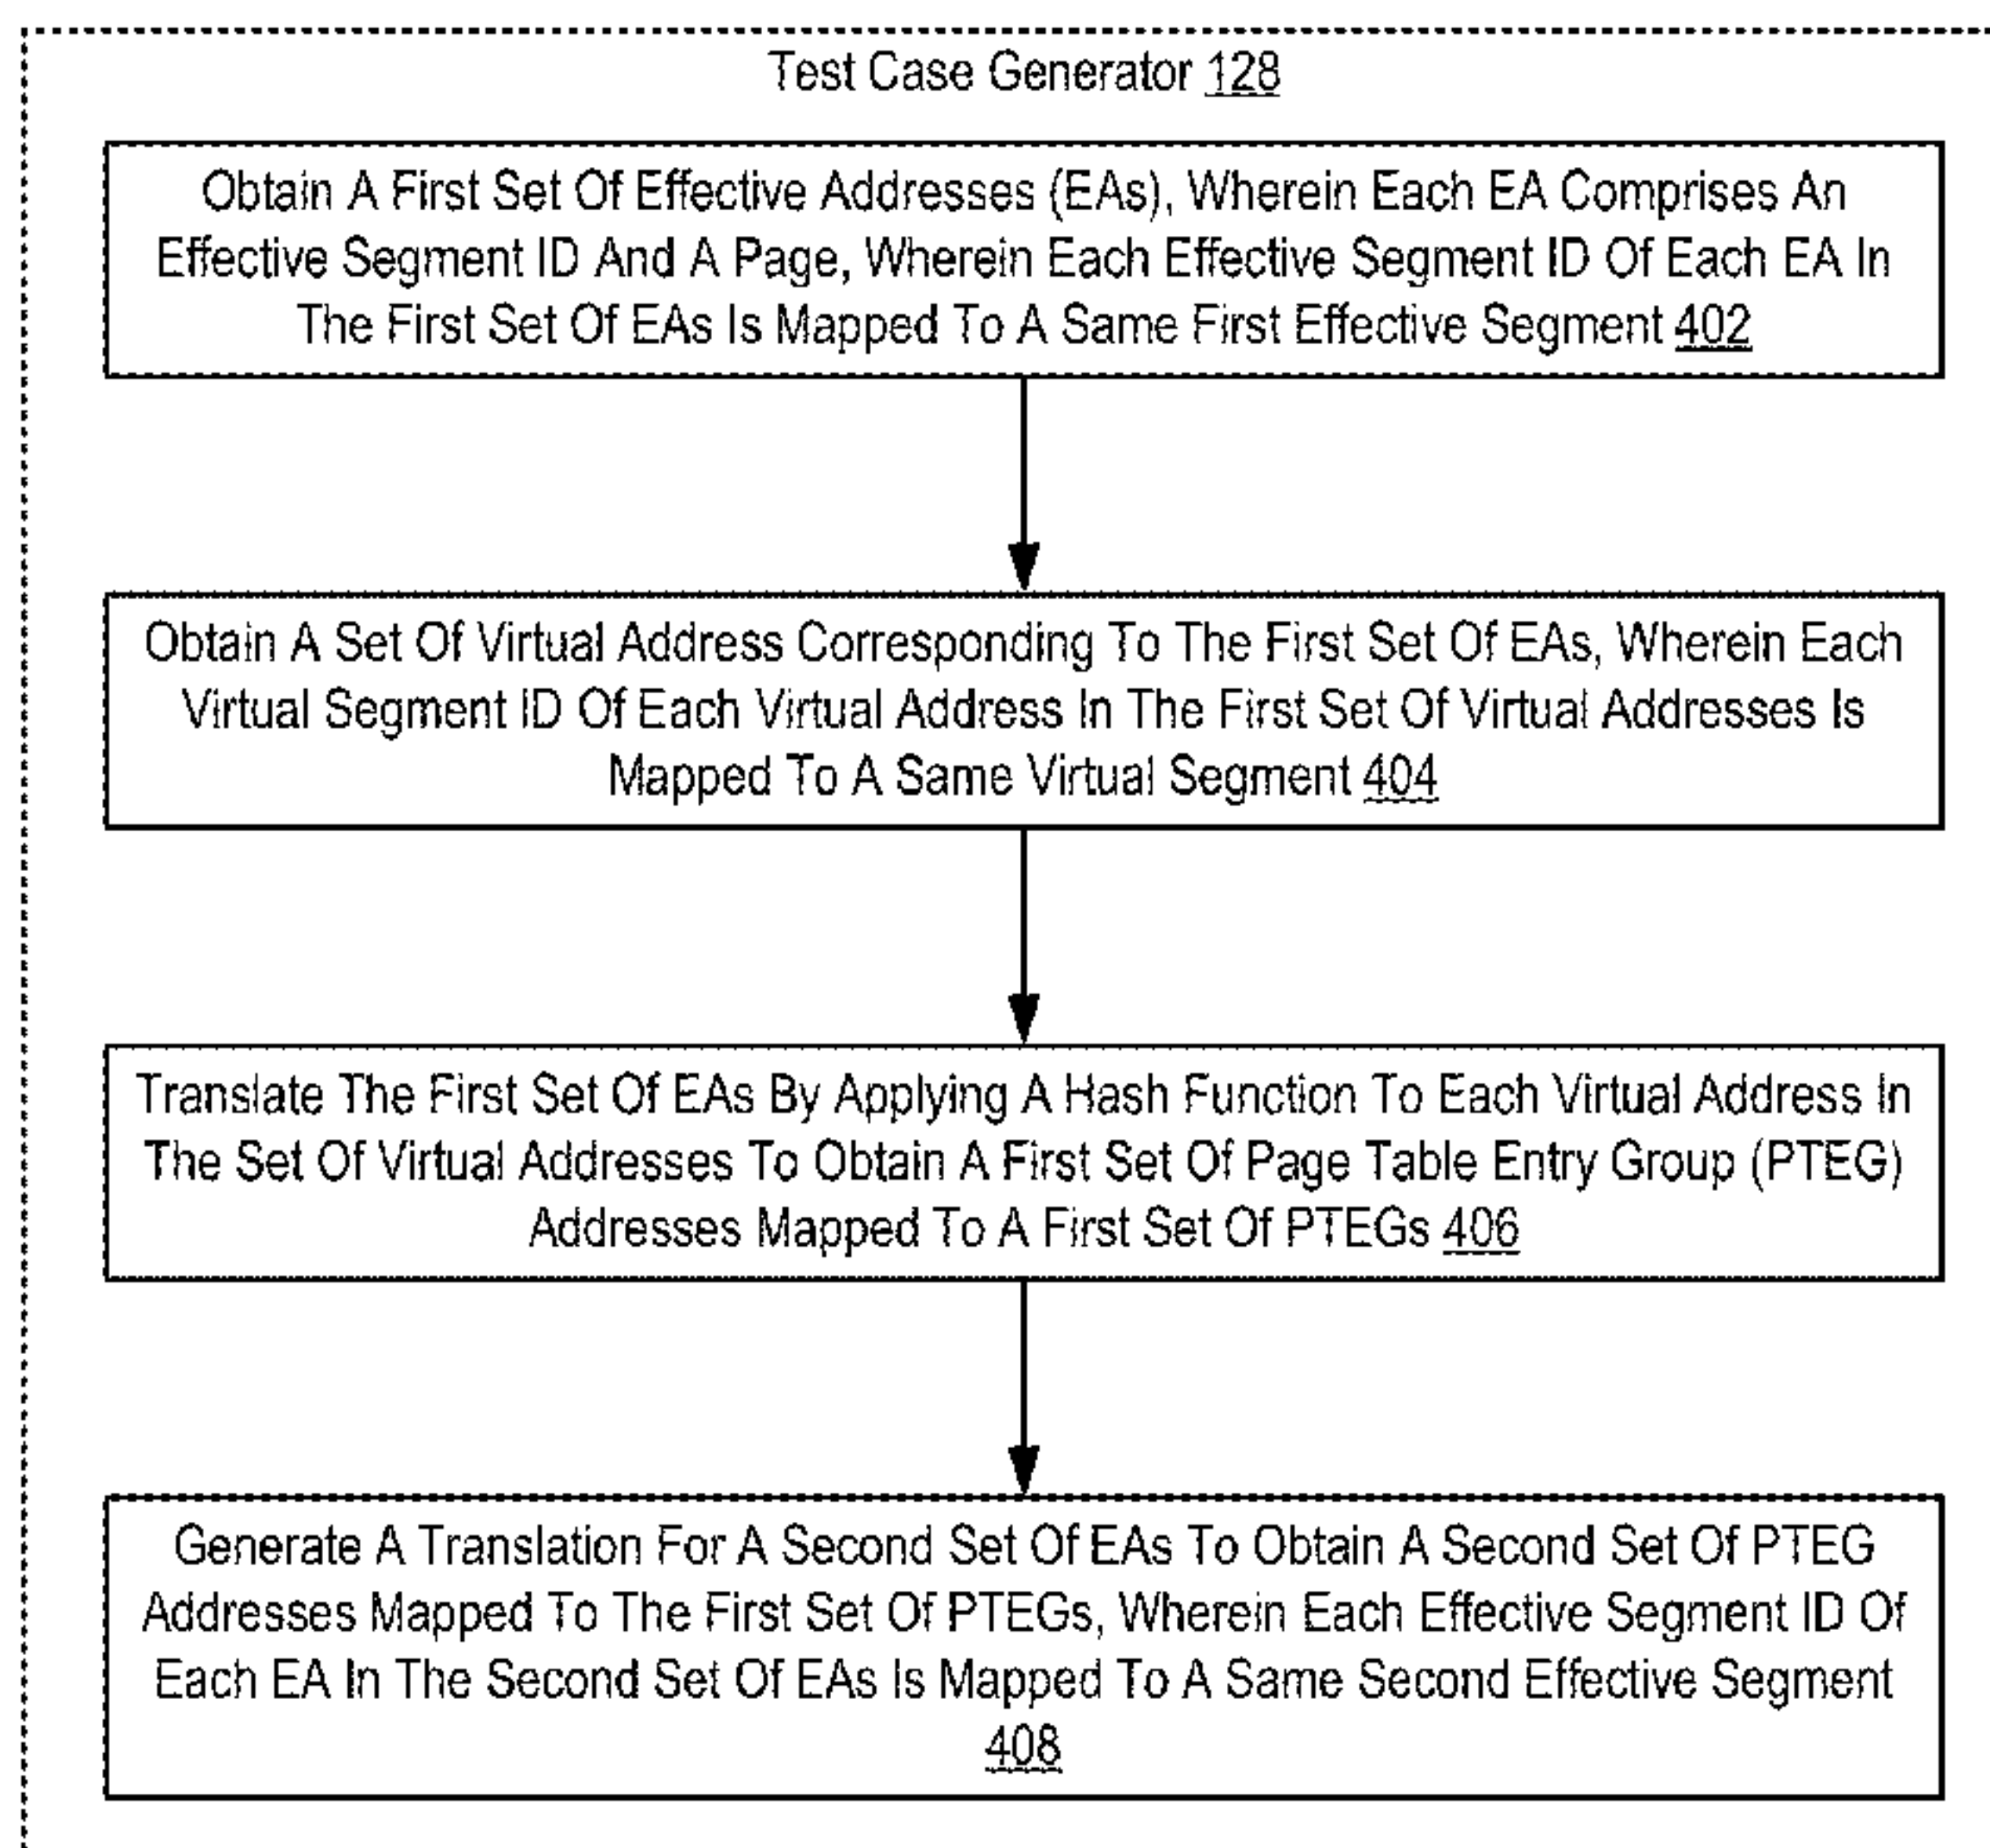 Test Case Generator 128
Obtain A First Set Of Effective Addresses (EAs), Wherein Each EA Comprises An
Effective Segment ID And A Page, Wherein Each Effective Segment ID Of Each EA In
The First Set Of EAs Is Mapped To A Same First Effective Segment 402
Obtain A Set Of Virtual Address Corresponding To The First Set Of EAs, Wherein Each
Virtual Segment ID Of Each Virtual Address In The First Set Of Virtual Addresses Is
Mapped To A Same Virtual Segment 404
Translate The First Set Of EAs By Applying A Hash Function To Each Virtual Address In
The Set Of Virtual Addresses To Obtain A First Set Of Page Table Entry Group (PTEG)
Addresses Mapped To A First Set Of PTEGs 406
Generate A Translation For A Second Set Of EAs To Obtain A Second Set Of PTEG
Addresses Mapped To The First Set Of PTEGs, Wherein Each Effective Segment ID Of
Each EA In The Second Set Of EAs Is Mapped To A Same Second Effective Segment
408